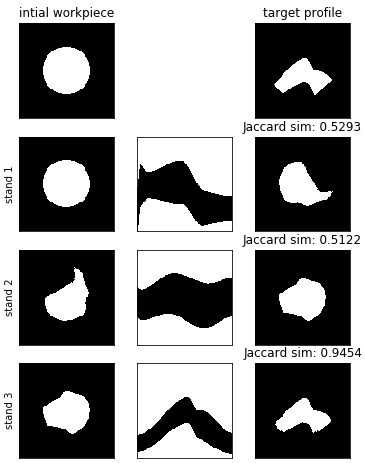 intial workpiece
target profile
Jaccard sim: 0.5293
stand 1
Jaccard sim: 0.5122
stand 2
Jaccard sim: 0.9454
stand 3